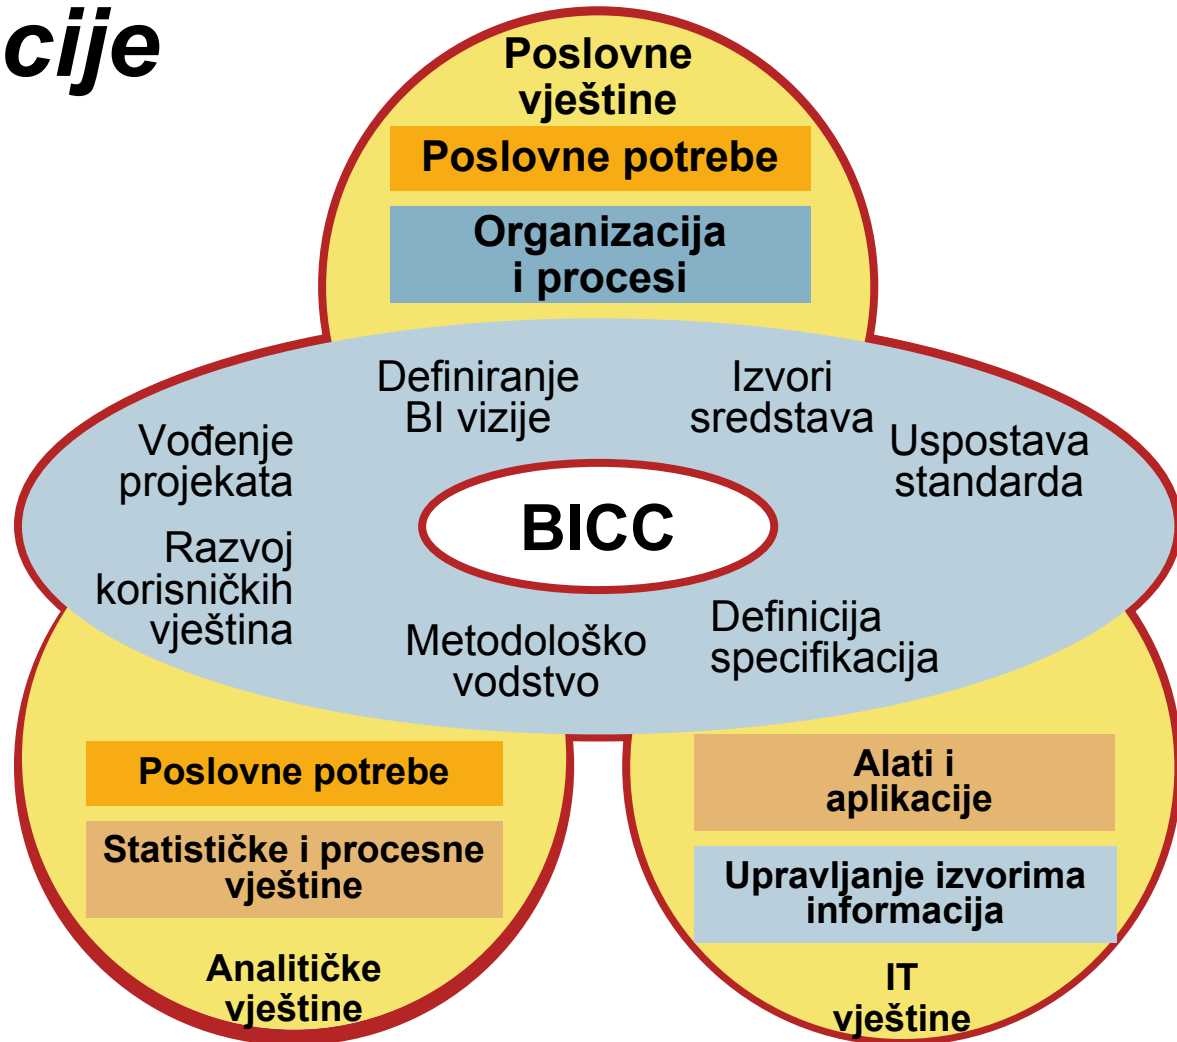 cije
Poslovne
vještine
Poslovne potrebe
Organizacija
i procesi
Definiranje
BI vizije
Izvori
sredstava
Vođenje
projekata
Uspostava
standarda
BICC
Razvoj
korisničkih
vještina
Metodološko
vodstvo
Definicija
specifikacija
Poslovne potrebe
Statističke i procesne
vještine
Analitičke
vještine
Alati i
aplikacije
Upravljanje izvorima
informacija
IT
vještine